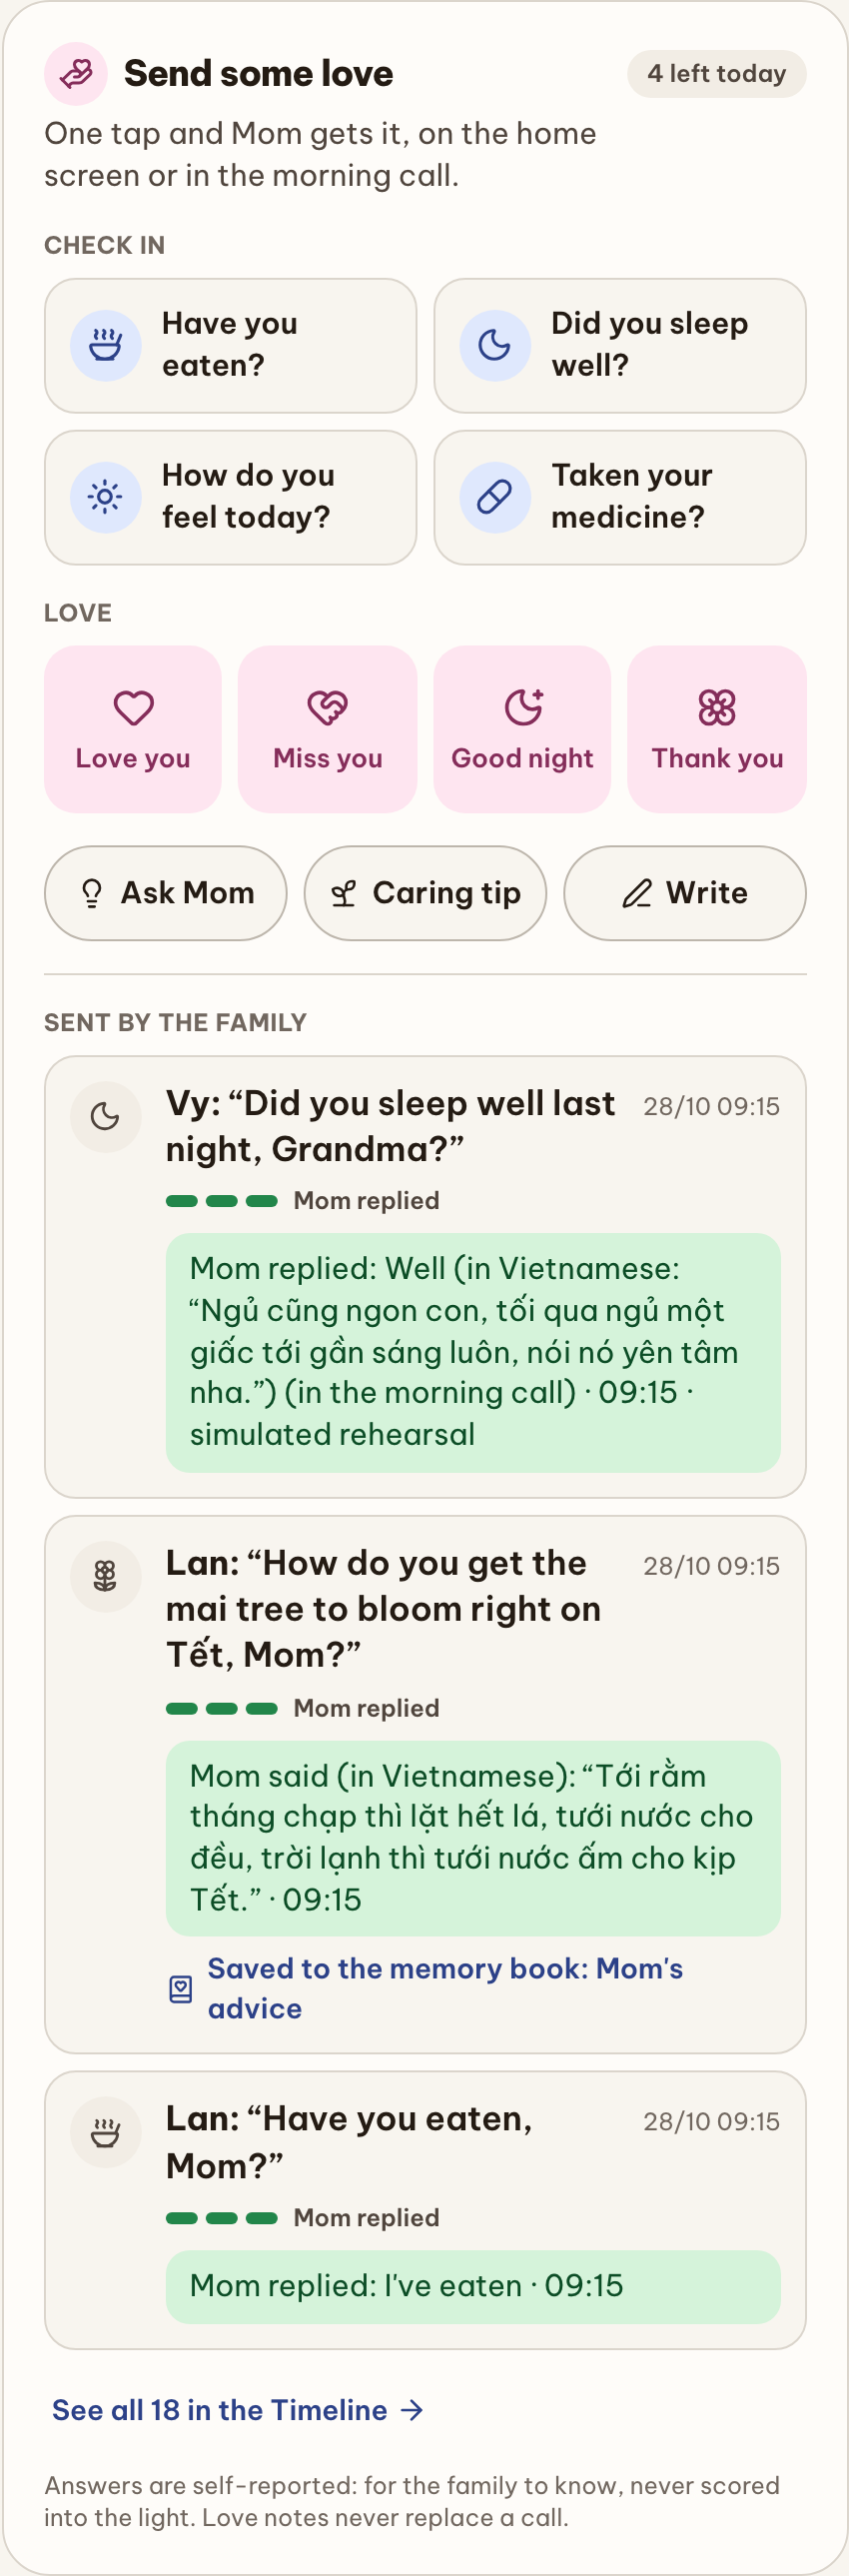 Send some love
4 left today
One tap and Mom gets it, on the home
screen or in the morning call.
CHECK IN
Have you
eaten?
Did you sleep
well?
How do you
feel today?
Taken your
medicine?
LOVE
Love you
Miss you
Good night
Thank you
Ask Mom
Caring tip
Write
SENT BY THE FAMILY
Vy: “Did you sleep well last
night, Grandma?”
28/10 09:15
Mom replied
Mom replied: Well (in Vietnamese:
“Ngủ cũng ngon con, tối qua ngủ một
giấc tới gần sáng luôn, nói nó yên tâm
nha.”) (in the morning call) · 09:15 ·
simulated rehearsal
Lan: “How do you get the
mai tree to bloom right on
Tết, Mom?”
28/10 09:15
Mom replied
Mom said (in Vietnamese): “Tới rằm
tháng chạp thì lặt hết lá, tưới nước cho
đều, trời lạnh thì tưới nước ấm cho kịp
Tết.” · 09:15
Saved to the memory book: Mom's
advice
Lan: “Have you eaten,
Mom?”
28/10 09:15
Mom replied
Mom replied: I've eaten · 09:15
See all 18 in the Timeline →
Answers are self-reported: for the family to know, never scored
into the light. Love notes never replace a call.